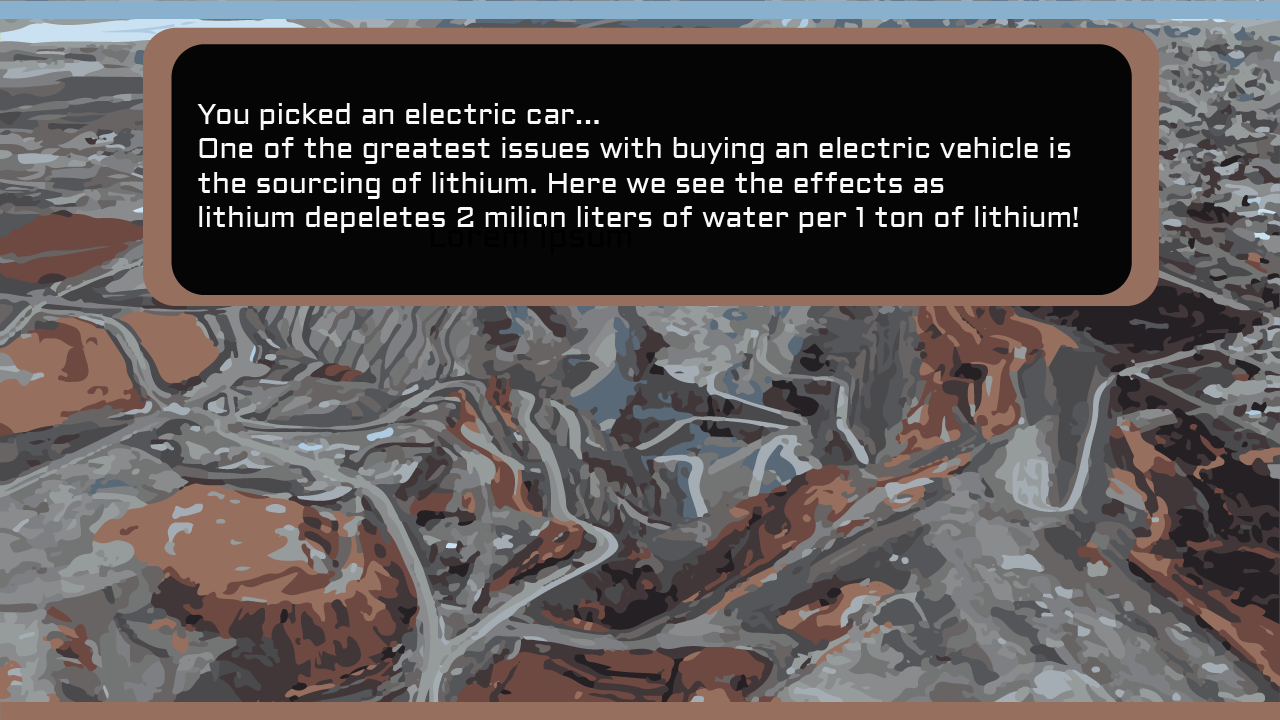 You picked an electric car...
One of the greatest issues with buying an electric vehicle is
the sourcing of lithium. Here we see the effects as
lithium depeletes 2 milion liters of water per 1 ton of lithium!
Lorem ipsum